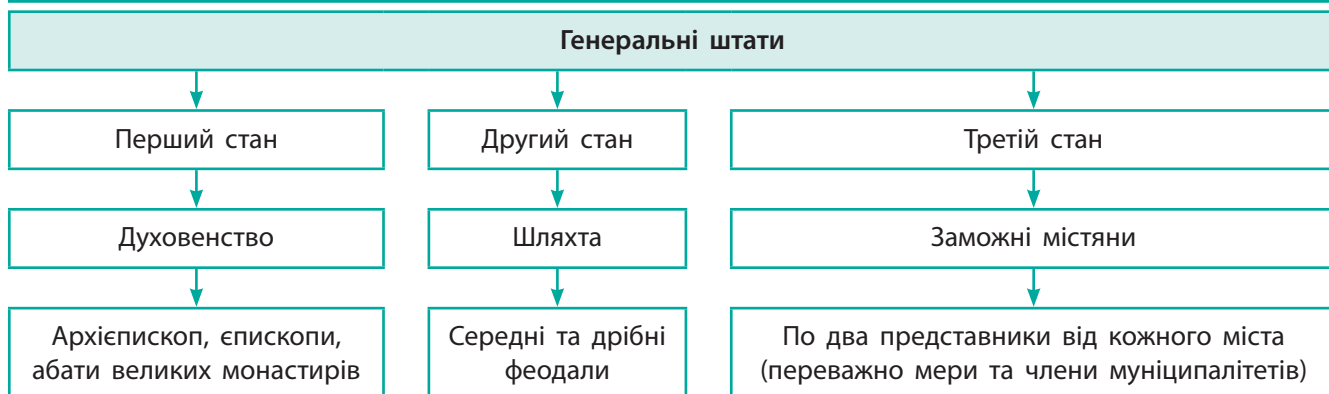 Генеральні штати
Перший стан
Другий стан
Третій стан
Духовенство
Шляхта
Заможні містяни
Архієпископ, єпископи,
абати великих монастирів
Середні та дрібні
феодали
По два представники від кожного міста
(переважно мери та члени муніципалітетів)